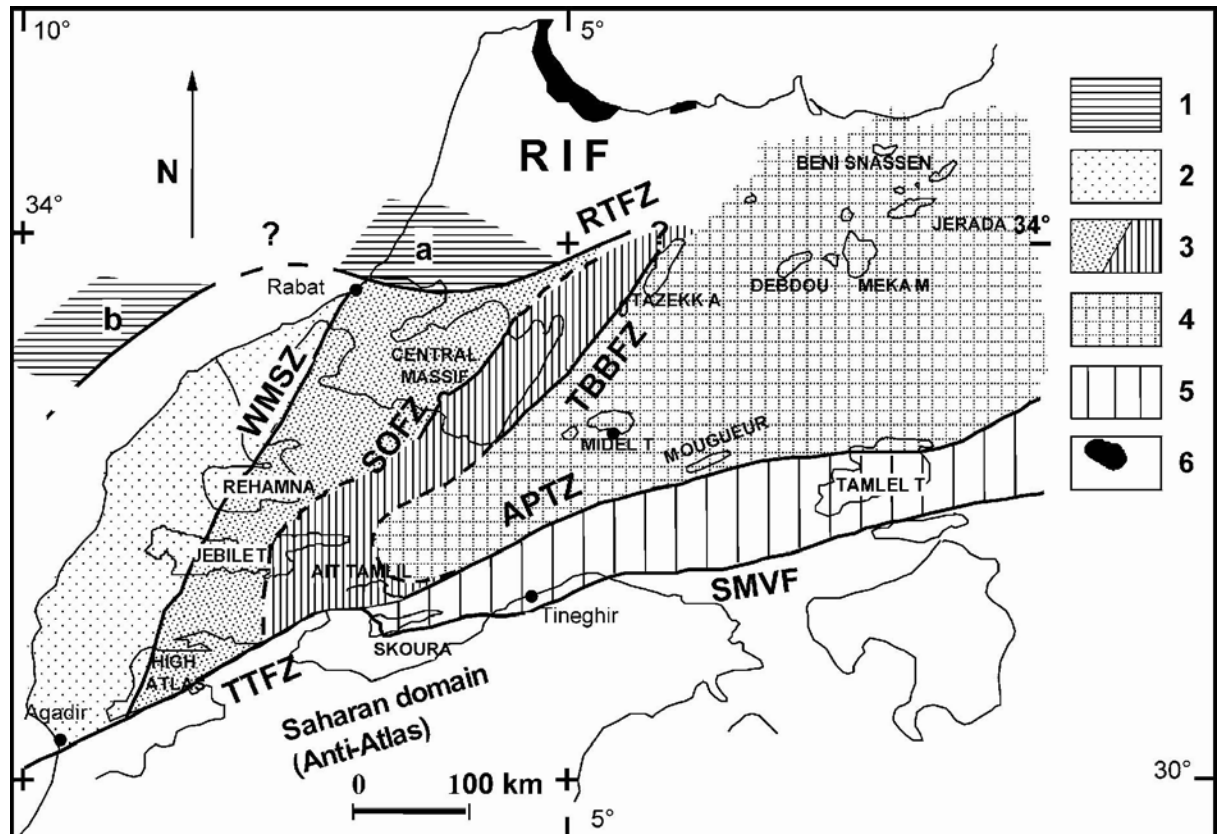 10°
5°
N
RIF
BENI SNASSEN
34°
RTFZ
?
?
JERADA 34°
a
Rabat
DEBDOU
MEKAM
TAZEKKA
b
CENTRAL
MASSIF
WMSZ
SOFZ
TBBFZ
MIDELT
MOUGUEUR
REHAMNA
APTZ
TAMLELT
JEBILET
AIT TAMLIL
SMVF
Tineghir
SKOURA
HIGH
ATLAS
TTFZ
Agadir
Saharan domain
(Anti-Atlas)
0 100 km
30°
5°
1
2
3
4
5
6